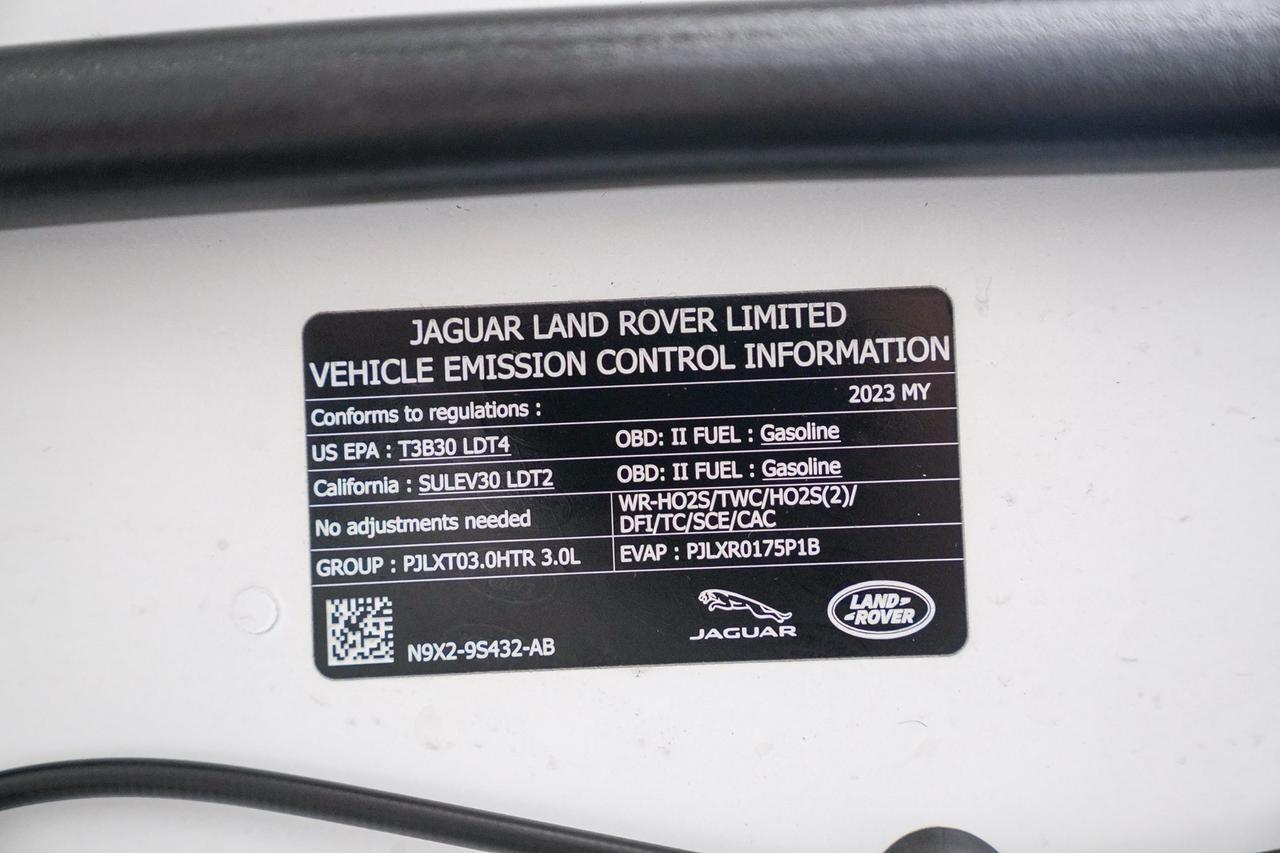 JAGUAR LAND ROVER LIMITED
VEHICLE EMISSION CONTROL INFORMATION
2023 MY
Conforms to regulations :
US EPA : T3B30 LDT4 OBD: II FUEL : Gasoline
California : SULEV30 LDT2 OBD: II FUEL : Gasoline
No adjustments needed
WR-HO2S/TWC/HO2S(2)/
DFI/TC/SCE/CAC
GROUP : PJLXT03.0HTR 3.0L EVAP : PJLXR0175P1B
N9X2-9S432-AB
JAGUAR
LAND-
-ROVER